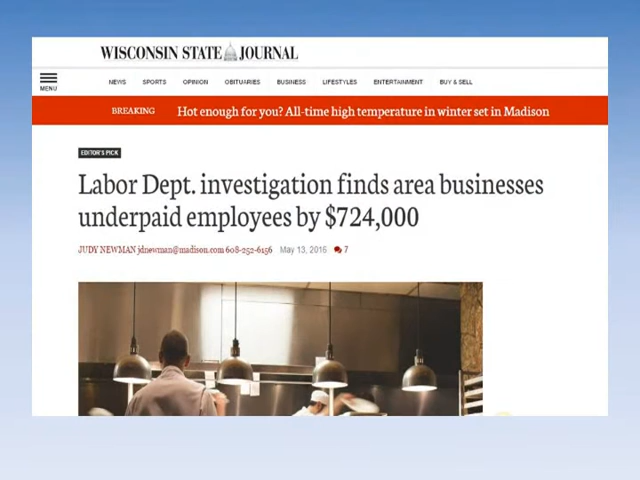 WISCONSIN STATE JOURNAL
MENU
NEWS SPORTS OPINION OBITUARIES BUSINESS LIFESTYLES ENTERTAINMENT BUY & SELL
BREAKING Hot enough for you? All-time high temperature in winter set in Madison
EDITOR'S PICK
Labor Dept. investigation finds area businesses
underpaid employees by $724,000
JUDY NEWMAN jdnewman@madison.com 608-252-6156 May 13, 2015 7